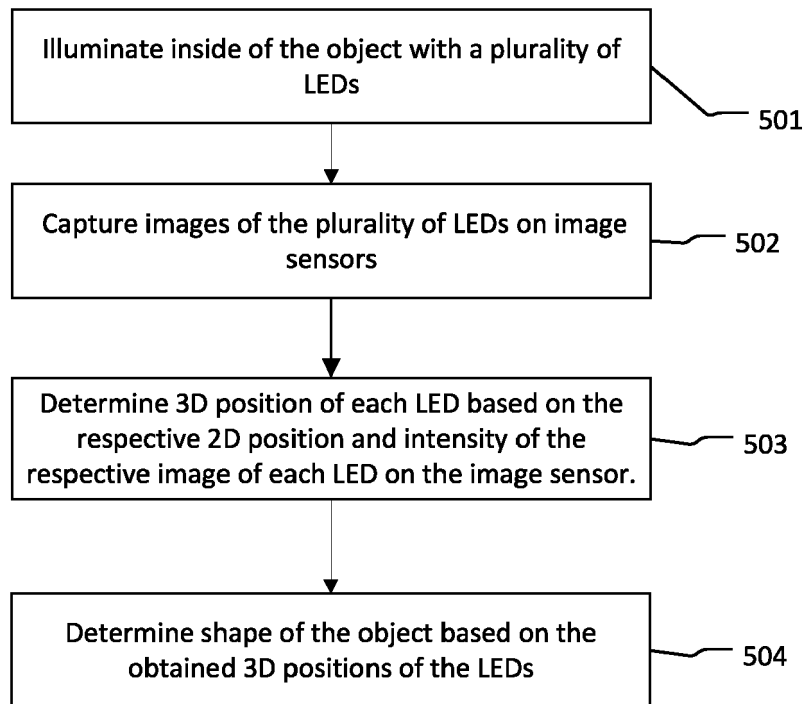 Illuminate inside of the object with a plurality of
LEDs
501
Capture images of the plurality of LEDs on image
sensors
502
Determine 3D position of each LED based on the
respective 2D position and intensity of the
respective image of each LED on the image sensor.
503
Determine shape of the object based on the
obtained 3D positions of the LEDs
504